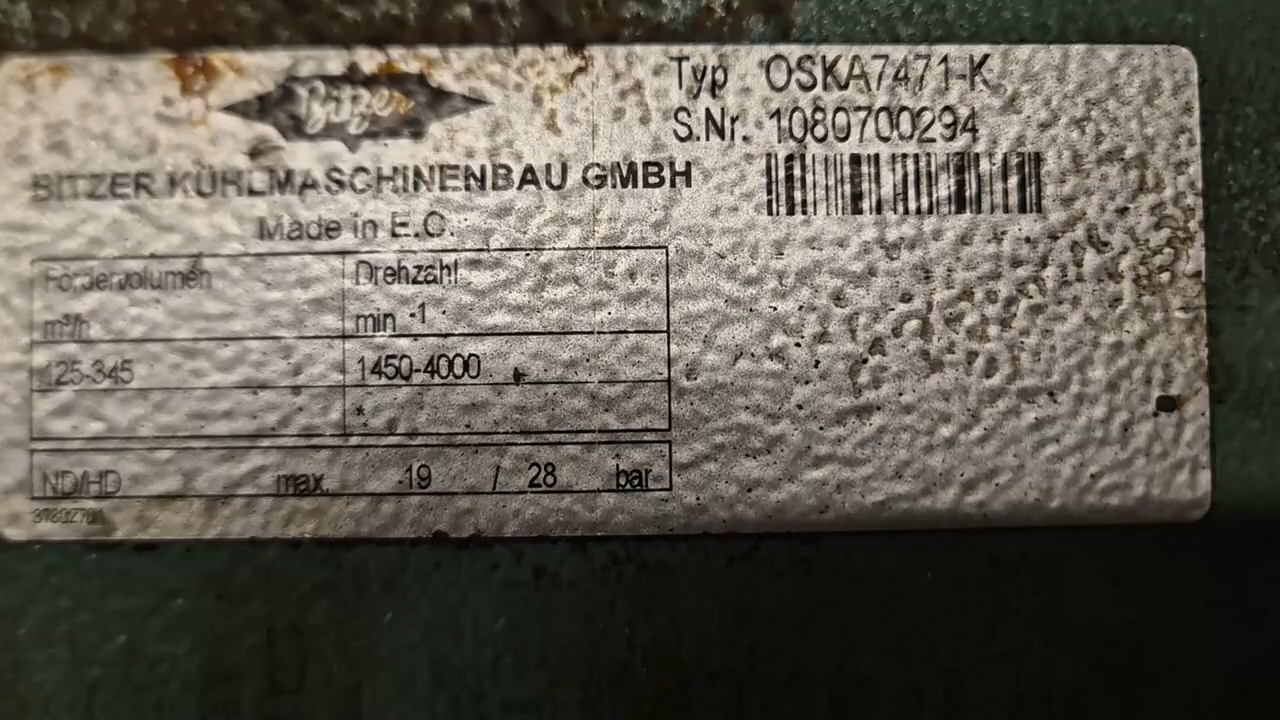 Bitzer
Typ OSKA7471-K
S.Nr. 1080700294
BITZER KÜHLMASCHINENBAU GMBH
Made in E.C.
Fördervolumen
m³/h
Drehzahl
min -1
125-345
1450-4000
*
ND/HD max. 19 / 28 bar